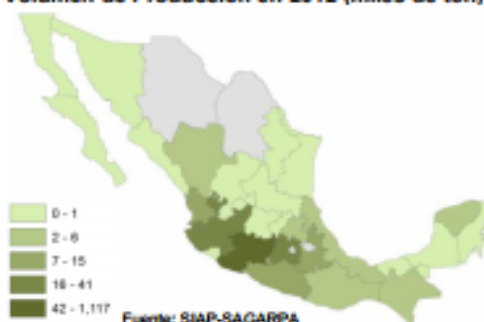 Volumen de Producción en 2012 (miles de ton)
0 - 1
2 - 6
7 - 15
16 - 41
42 - 1,117
Fuente: SIAP-SAGARPA